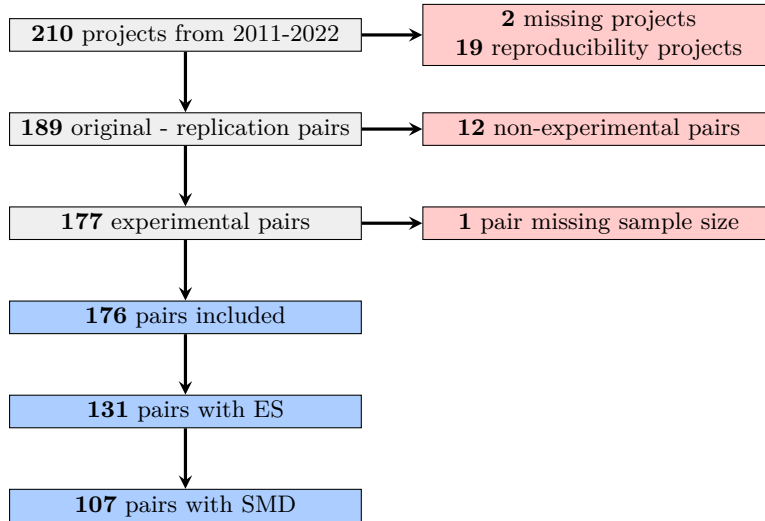 210 projects from 2011-2022
2 missing projects
19 reproducibility projects
189 original - replication pairs
12 non-experimental pairs
177 experimental pairs
1 pair missing sample size
176 pairs included
131 pairs with ES
107 pairs with SMD